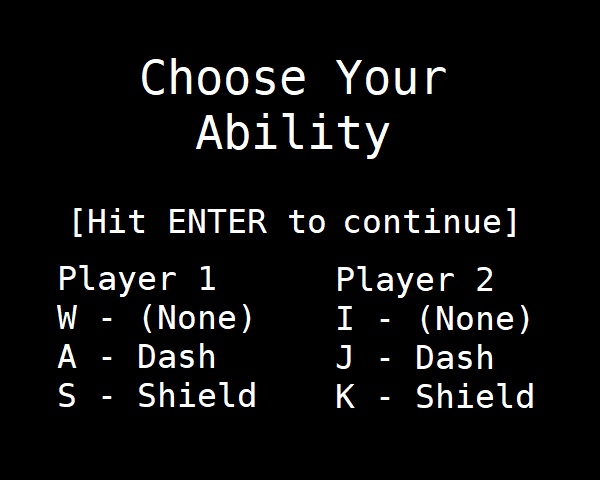 Choose Your
Ability
[Hit ENTER to continue]
Player 1
W - (None)
A - Dash
S - Shield
Player 2
I - (None)
J - Dash
K - Shield